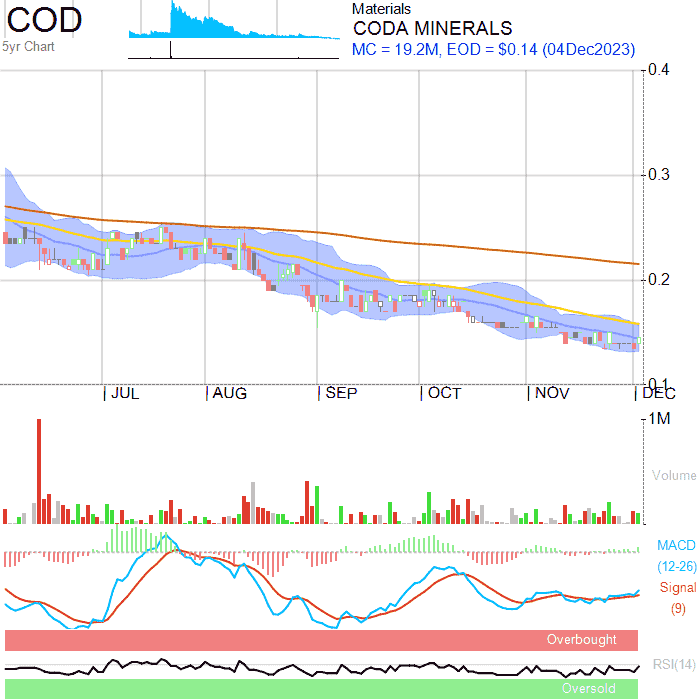 COD
5yr Chart
Materials
CODA MINERALS
MC = 19.2M, EOD = $0.14 (04Dec2023)
0.4
0.3
0.2
0.1
JUL AUG SEP OCT NOV DEC
1M
Volume
MACD
(12-26)
Signal
(9)
Overbought
RSI(14)
Oversold